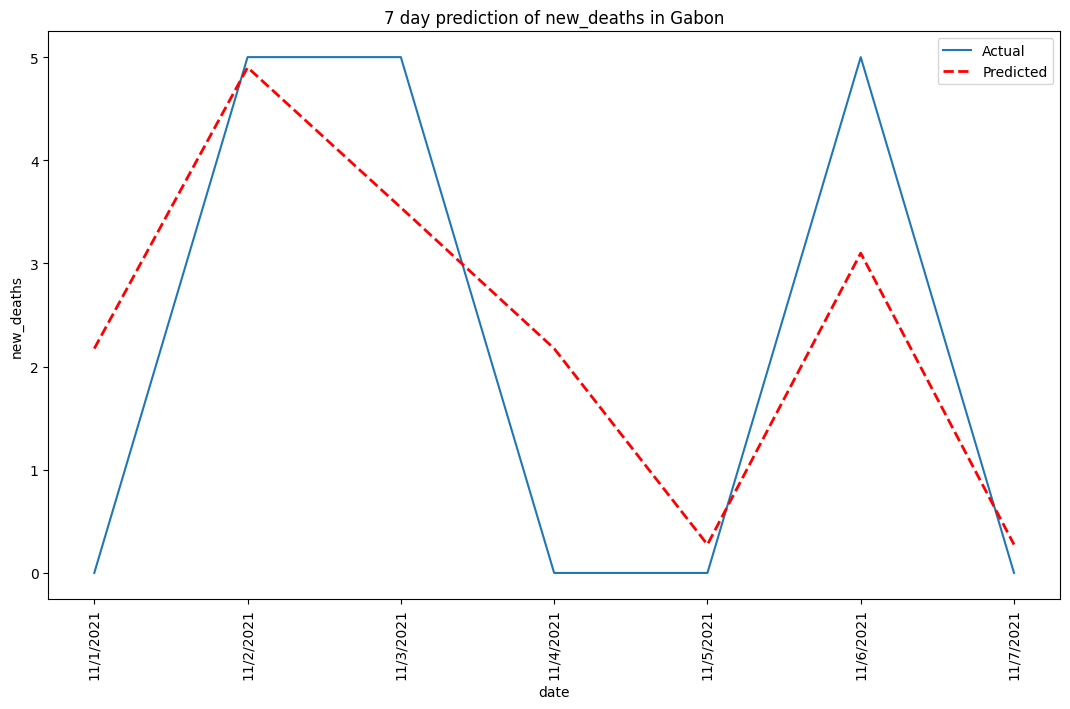 7 day prediction of new_deaths in Gabon
Actual
Predicted
new_deaths
5
4
3
2
1
0
11/1/2021
11/2/2021
11/3/2021
11/4/2021
11/5/2021
11/6/2021
11/7/2021
date